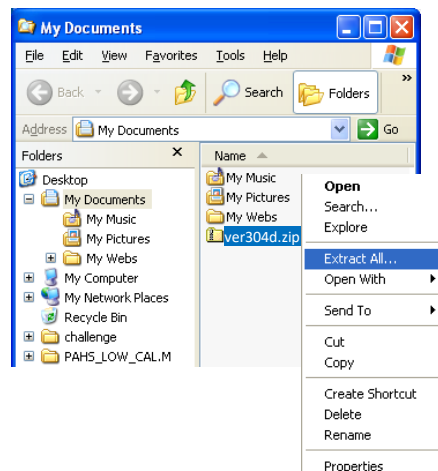 My Documents
File Edit View Favorites Tools Help
Back Search Folders »
Address My Documents Go
Folders × Name
Desktop
My Documents
My Music
My Pictures
My Webs
My Computer
My Network Places
Recycle Bin
challenge
PAHS_LOW_CAL.M
My Music
My Pictures
My Webs
ver304d.zip
Open
Search...
Explore
Extract All...
Open With
Send To
Cut
Copy
Create Shortcut
Delete
Rename
Properties